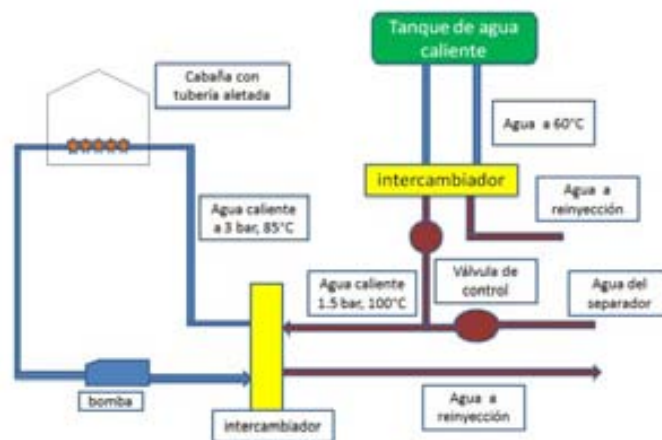 Tanque de agua
caliente
Cabaña con
tubería aletada
Agua a 60°C
intercambiador
Agua a
reinyección
Agua caliente
a 3 bar, 85°C
Agua caliente
1.5 bar, 100°C
Válvula de
control
Agua del
separador
bomba
Agua a
reinyección
intercambiador